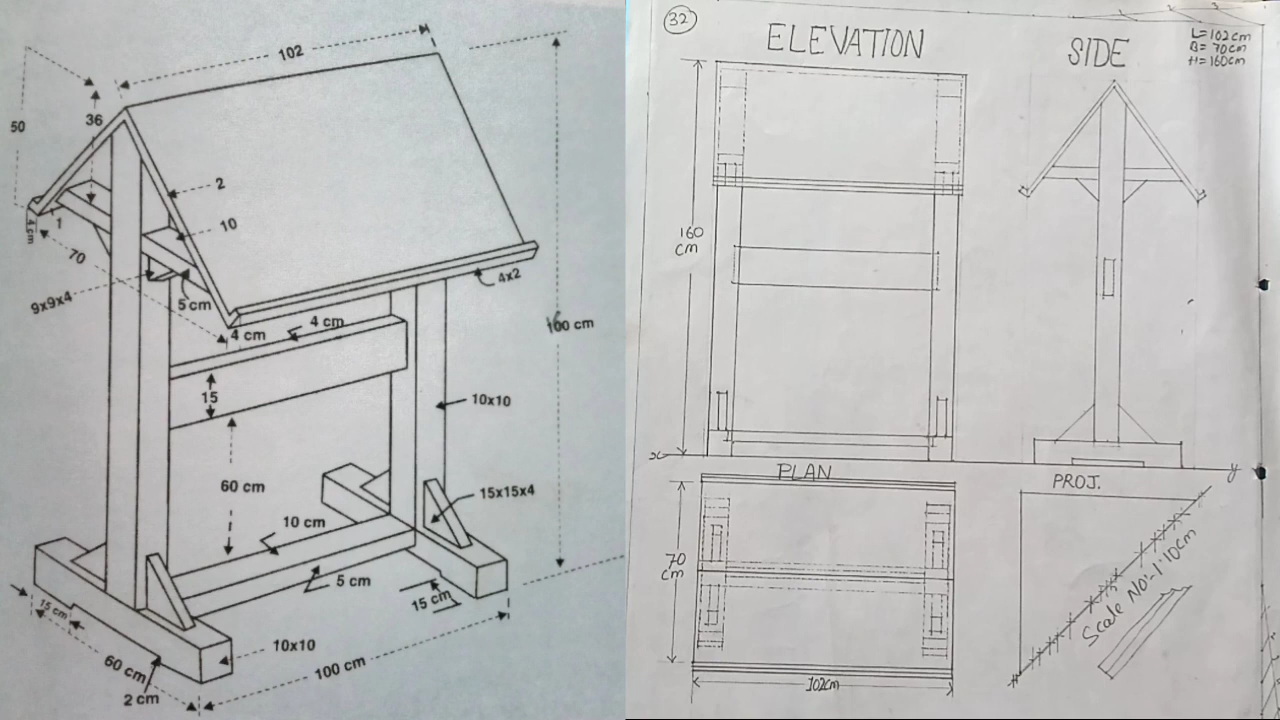 102
50
36
2
10
1
4 cm
70
9x9x4
5 cm
4 cm
4 cm
4x2
160 cm
15
10x10
60 cm
15x15x4
10 cm
5 cm
15 cm
15 cm
60 cm
2 cm
10x10
100 cm
32
ELEVATION
SIDE
L=102cm
B=70cm
H=160cm
160
cm
x
y
PLAN
PROJ.
70
cm
102cm
Scale NO:-1:10cm